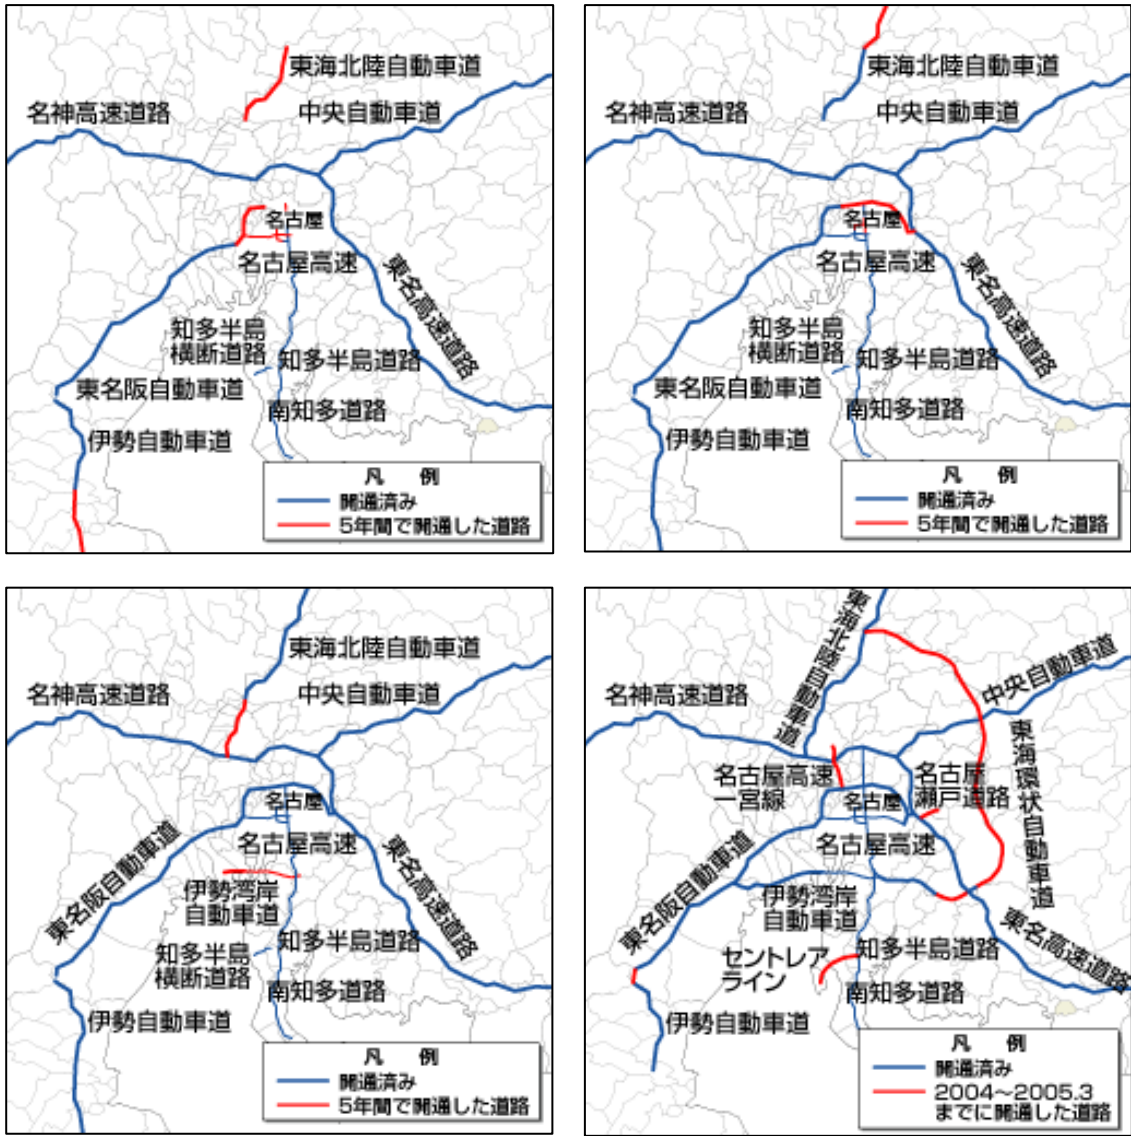 東海北陸自動車道
名神高速道路
中央自動車道
名古屋
名古屋高速
東名高速道路
知多半島
横断道路
知多半島道路
東名阪自動車道
南知多道路
伊勢自動車道
凡 例
開通済み
5年間で開通した道路
東海北陸自動車道
名神高速道路
中央自動車道
名古屋
名古屋高速
東名高速道路
知多半島
横断道路
知多半島道路
東名阪自動車道
南知多道路
伊勢自動車道
凡 例
開通済み
5年間で開通した道路
東海北陸自動車道
名神高速道路
中央自動車道
名古屋
名古屋高速
東名阪自動車道
東名高速道路
伊勢湾岸
自動車道
知多半島道路
知多半島
横断道路
南知多道路
伊勢自動車道
凡 例
開通済み
5年間で開通した道路
東海北陸自動車道
中央自動車道
名神高速道路
東海環状自動車道
名古屋高速
一宮線
名古屋
瀬戸道路
名古屋
名古屋高速
東名阪自動車道
伊勢湾岸
自動車道
東名高速道路
セントレア
ライン
知多半島道路
南知多道路
伊勢自動車道
凡 例
開通済み
2004～2005.3
までに開通した道路